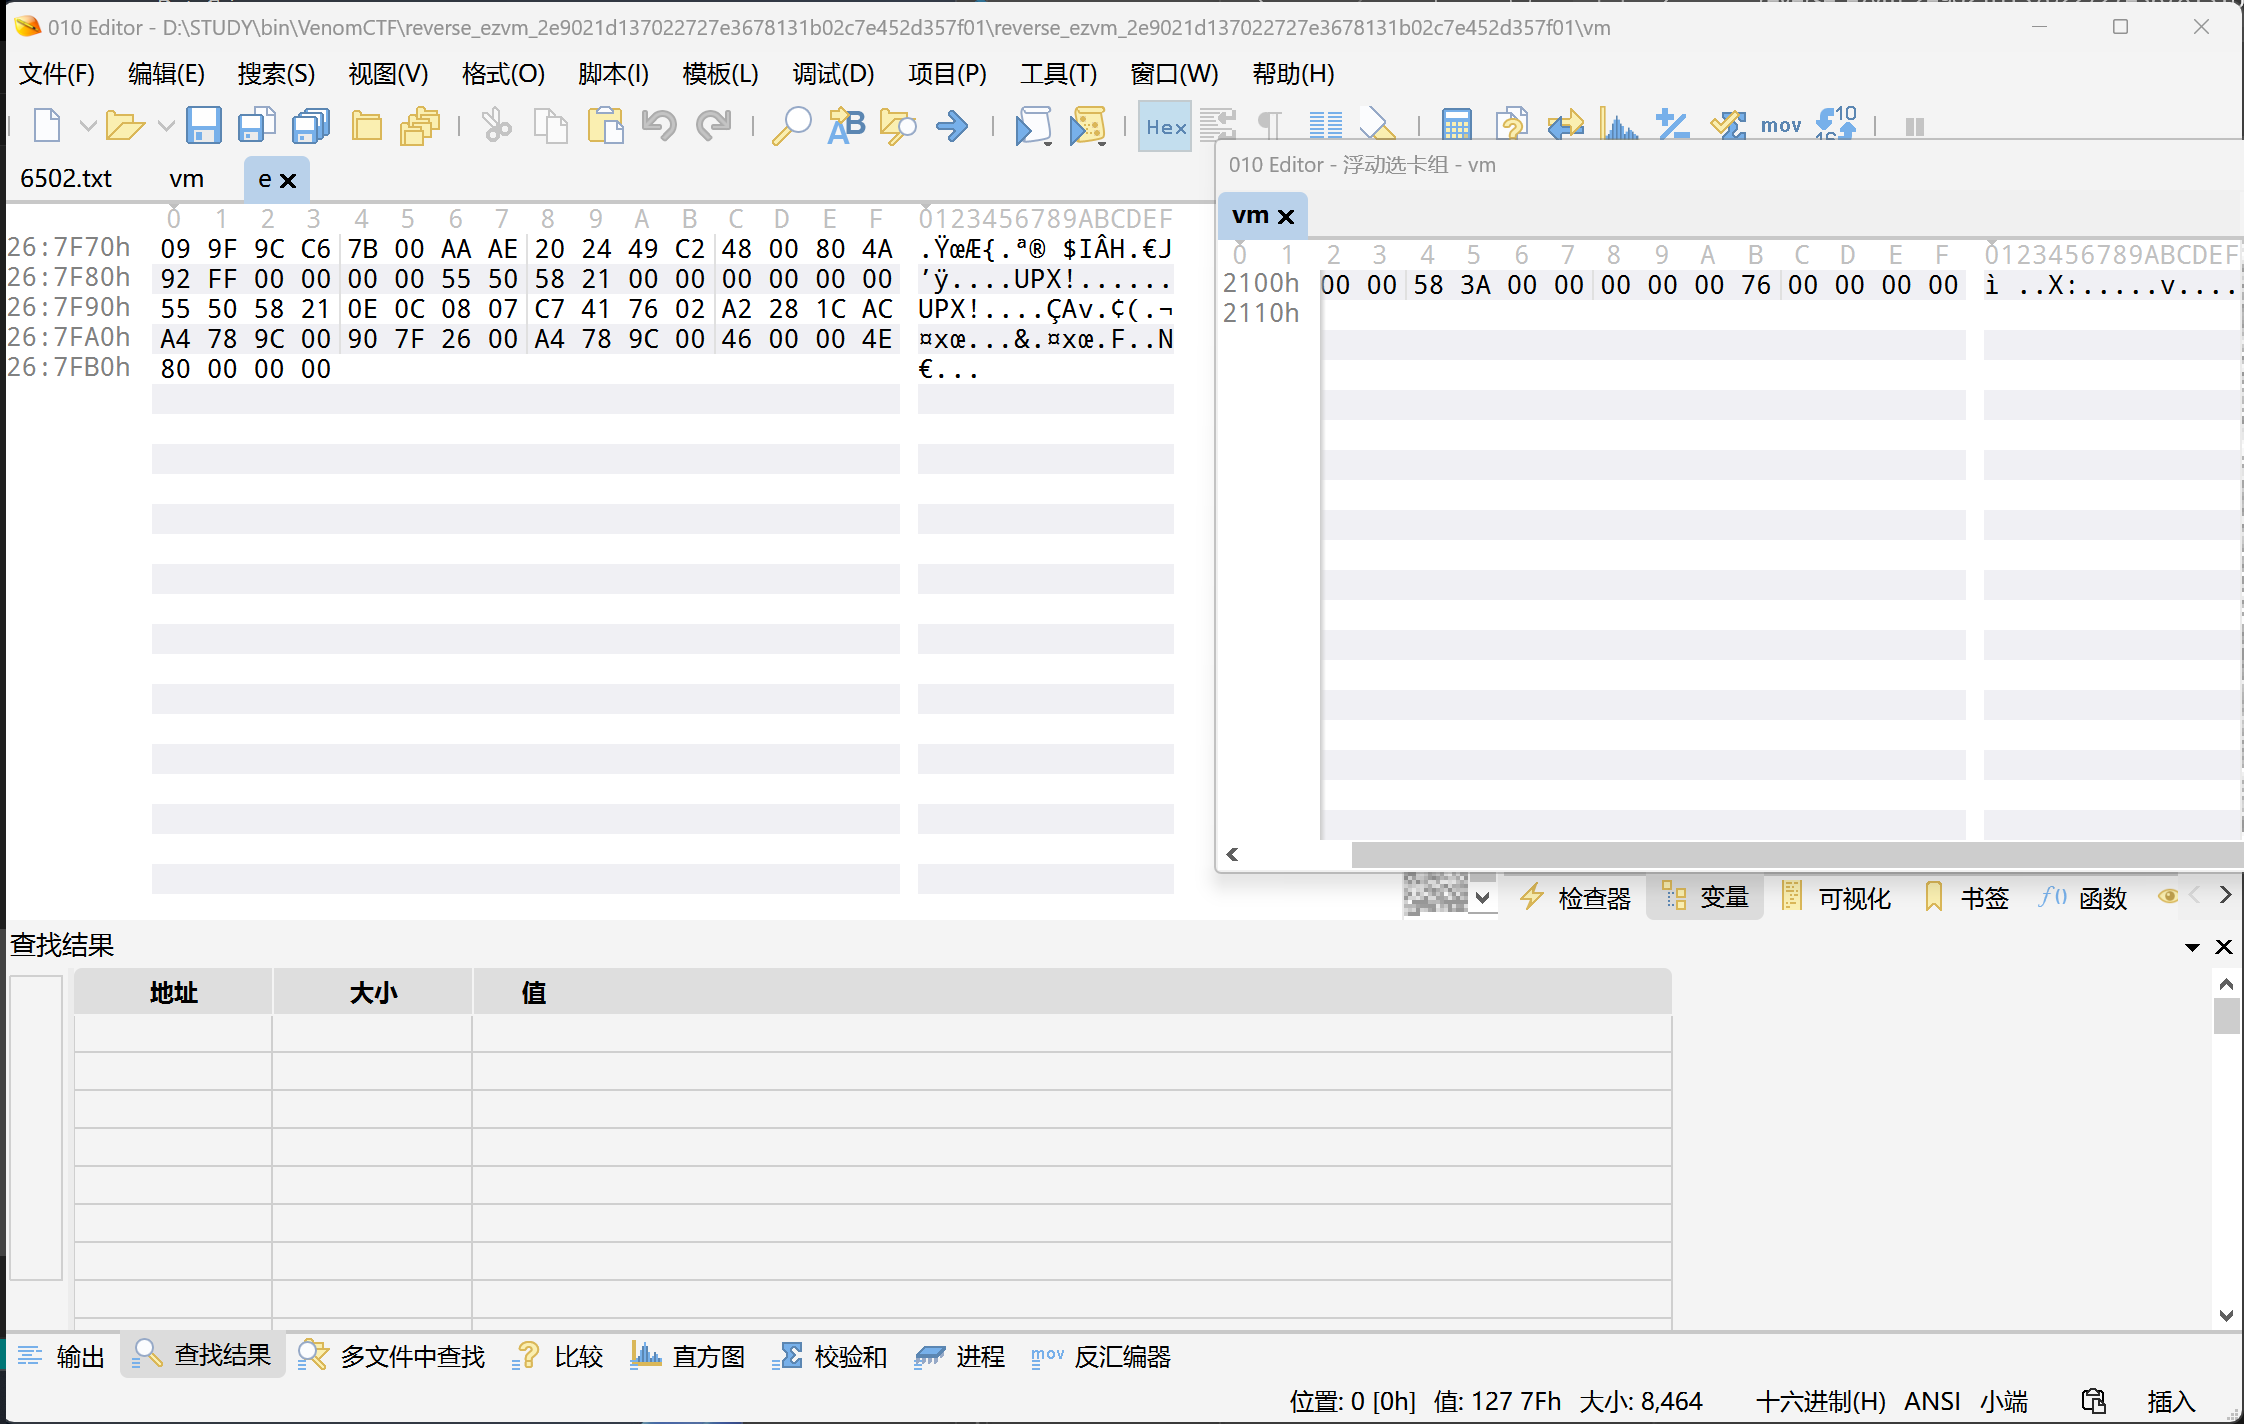 010 Editor - D:\STUDY\bin\VenomCTF\reverse_ezvm_2e9021d137022727e3678131b02c7e452d357f01\reverse_ezvm_2e9021d137022727e3678131b02c7e452d357f01\vm
文件(F) 编辑(E) 搜索(S) 视图(V) 格式(O) 脚本(I) 模板(L) 调试(D) 项目(P) 工具(T) 窗口(W) 帮助(H)
Hex mov
6502.txt vm e
0 1 2 3 4 5 6 7 8 9 A B C D E F 0123456789ABCDEF
26:7F70h 09 9F 9C C6 7B 00 AA AE 20 24 49 C2 48 00 80 4A .ŸœÆ{.ª® $IÂH.€J
26:7F80h 92 FF 00 00 00 00 55 50 58 21 00 00 00 00 00 00 ’ÿ....UPX!......
26:7F90h 55 50 58 21 0E 0C 08 07 C7 41 76 02 A2 28 1C AC UPX!....ÇAv.¢(.¬
26:7FA0h A4 78 9C 00 90 7F 26 00 A4 78 9C 00 46 00 00 4E ¤xœ...&.¤xœ.F..N
26:7FB0h 80 00 00 00 €...
010 Editor - 浮动选卡组 - vm
vm
0 1 2 3 4 5 6 7 8 9 A B C D E F 0123456789ABCDEF
2100h 00 00 58 3A 00 00 00 00 00 76 00 00 00 00 ì ..X:.....v....
2110h
检查器 变量 可视化 书签 f() 函数
查找结果
地址 大小 值
输出 查找结果 多文件中查找 比较 直方图 校验和 进程 mov 反汇编器
位置: 0 [0h] 值: 127 7Fh 大小: 8,464 十六进制(H) ANSI 小端 插入